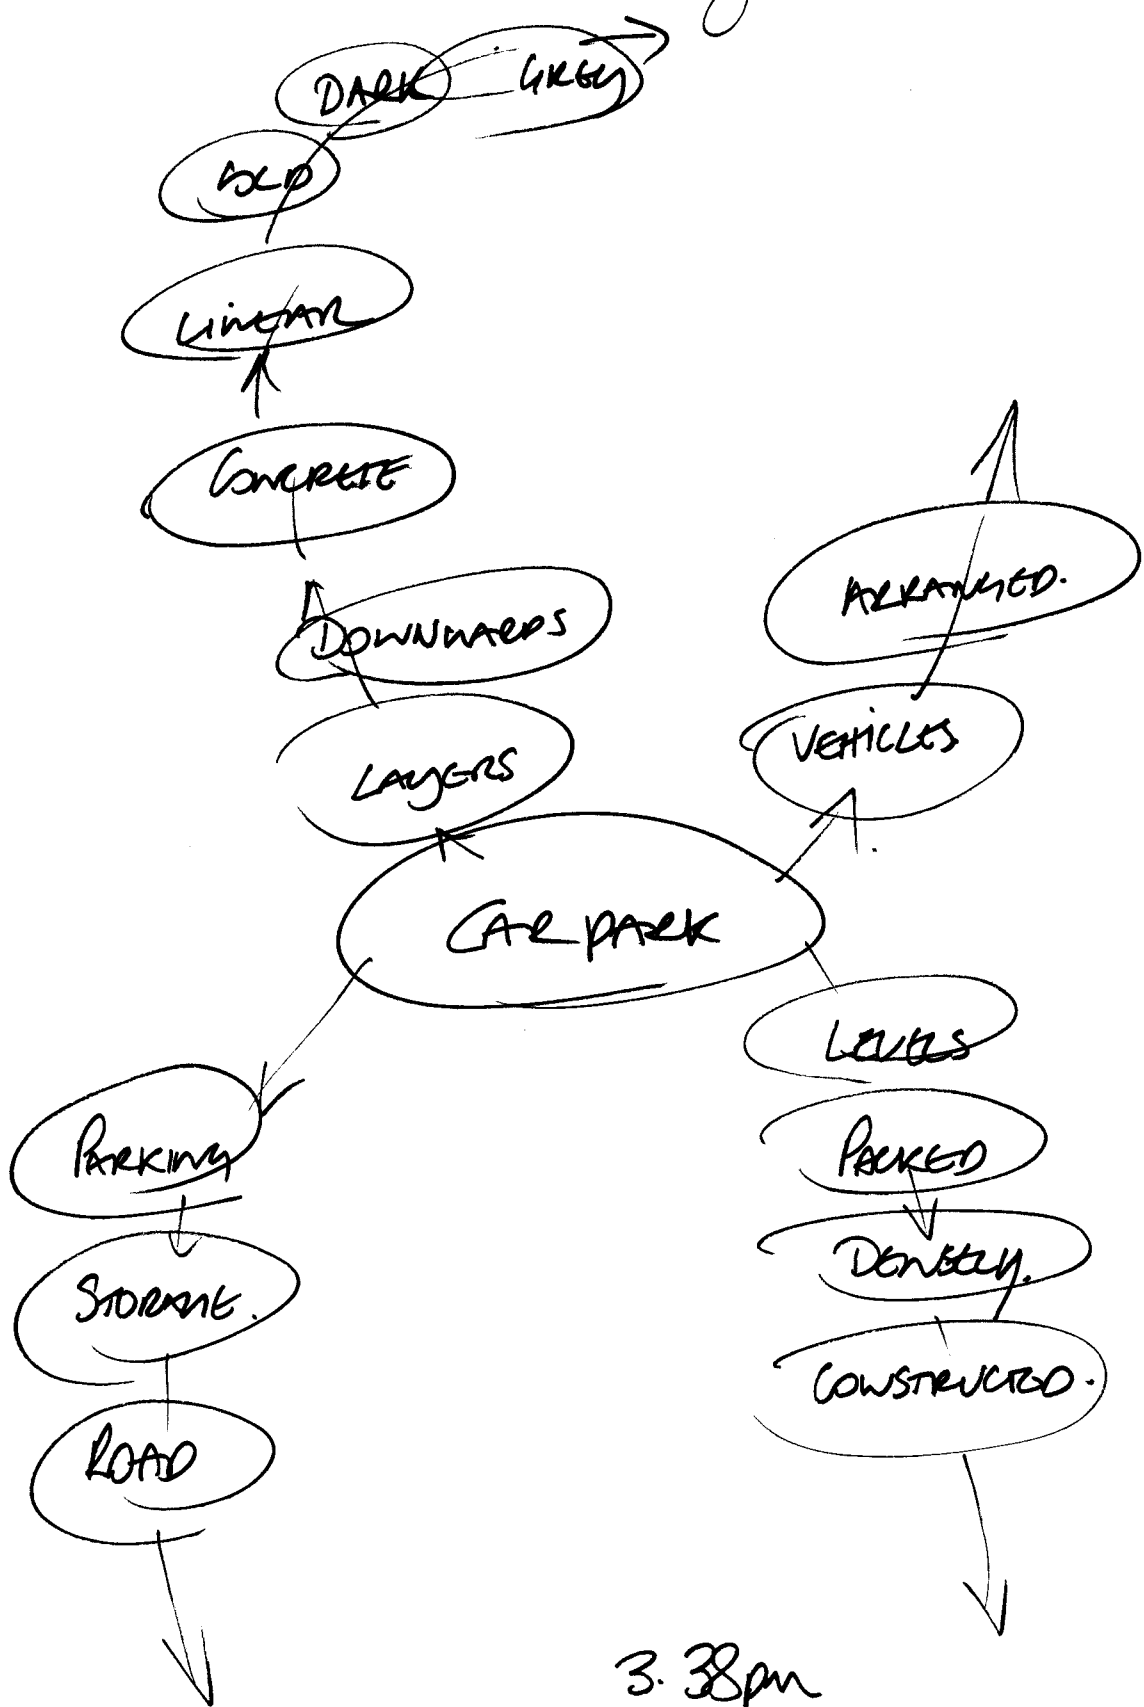 DARK GREY
LINEAR
CONCRETE
DOWNWARDS
ARRANGED.
LAYERS
VEHICLES
CAR PARK
LEVELS
PARKING
PACKED
STORAGE.
DENSELY.
ROAD
CONSTRUCTED.
3.38pm